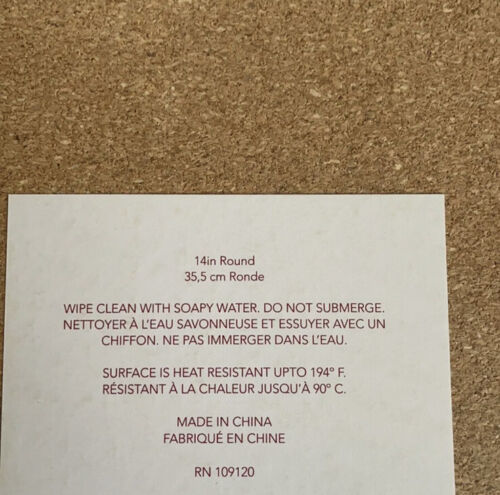 14in Round
35,5 cm Ronde
WIPE CLEAN WITH SOAPY WATER. DO NOT SUBMERGE.
NETTOYER À L'EAU SAVONNEUSE ET ESSUYER AVEC UN
CHIFFON. NE PAS IMMERGER DANS L'EAU.
SURFACE IS HEAT RESISTANT UPTO 194º F.
RÉSISTANT À LA CHALEUR JUSQU'À 90º C.
MADE IN CHINA
FABRIQUÉ EN CHINE
RN 109120